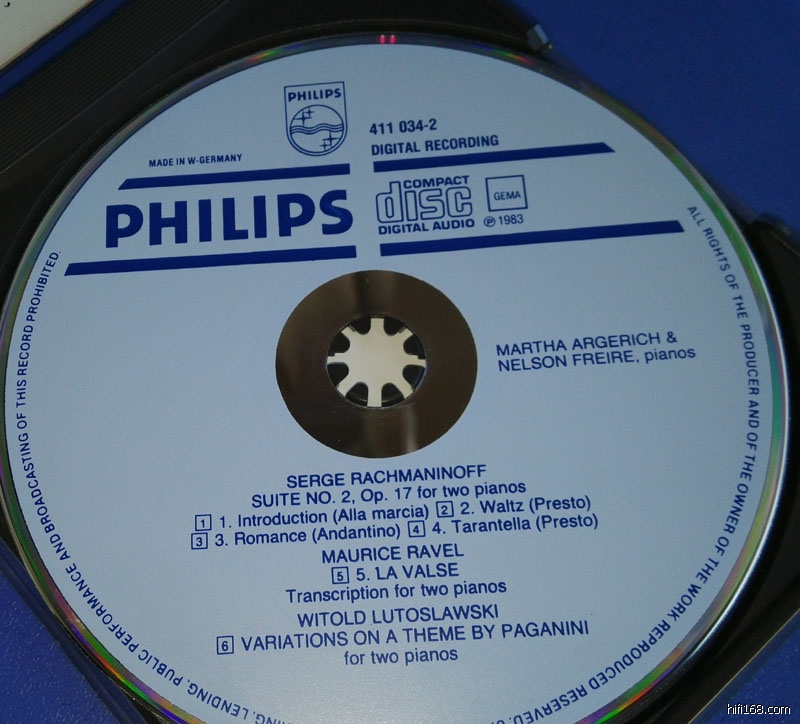 PHILIPS
411 034-2
DIGITAL RECORDING
MADE IN W-GERMANY
PHILIPS
COMPACT
disc
DIGITAL AUDIO
GEMA
℗ 1983
MARTHA ARGERICH &
NELSON FREIRE, pianos
SERGE RACHMANINOFF
SUITE NO. 2, Op. 17 for two pianos
1 1. Introduction (Alla marcia) 2 2. Waltz (Presto)
3 3. Romance (Andantino) 4 4. Tarantella (Presto)
MAURICE RAVEL
5 5. LA VALSE
Transcription for two pianos
WITOLD LUTOSLAWSKI
6 VARIATIONS ON A THEME BY PAGANINI
for two pianos
ALL RIGHTS OF THE PRODUCER AND OF THE OWNER OF THE WORK REPRODUCED RESERVED.
LENDING, PUBLIC PERFORMANCE AND BROADCASTING OF THIS RECORD PROHIBITED.
hifi168.com